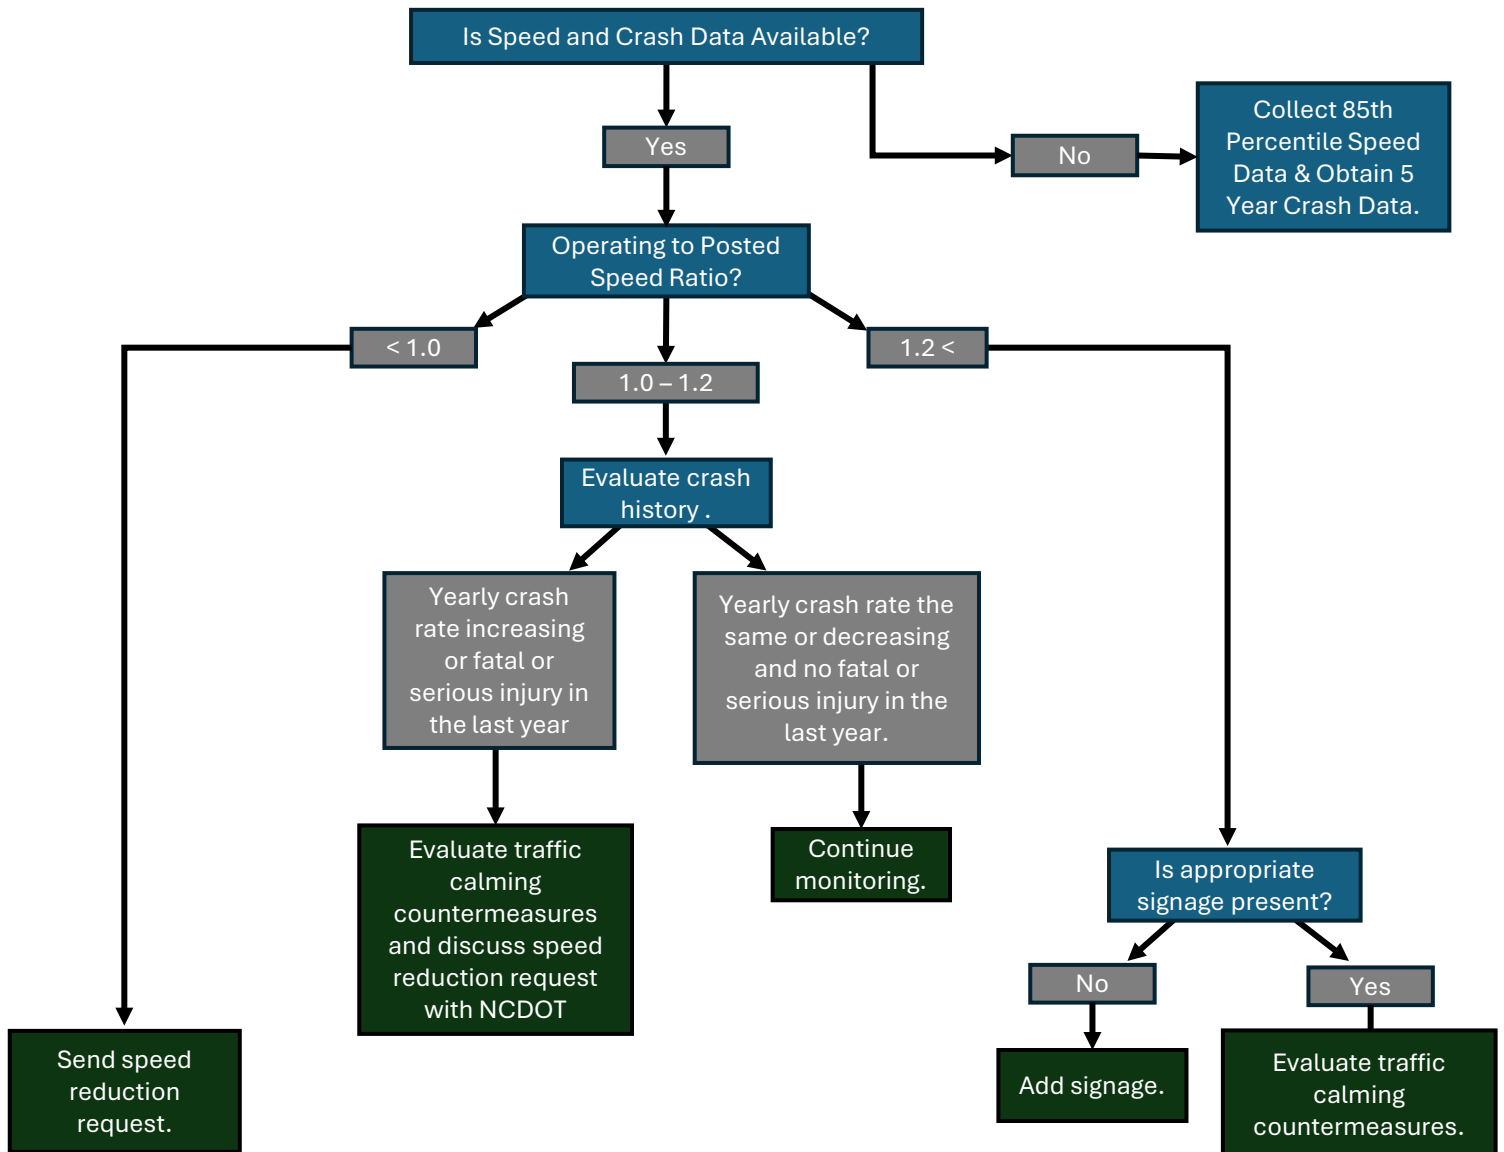 Is Speed and Crash Data Available?
Yes
No
Collect 85th
Percentile Speed
Data & Obtain 5
Year Crash Data.
Operating to Posted
Speed Ratio?
< 1.0
1.0 – 1.2
1.2 <
Evaluate crash
history .
Yearly crash
rate increasing
or fatal or
serious injury in
the last year
Yearly crash rate the
same or decreasing
and no fatal or
serious injury in the
last year.
Evaluate traffic
calming
countermeasures
and discuss speed
reduction request
with NCDOT
Continue
monitoring.
Is appropriate
signage present?
No
Yes
Send speed
reduction
request.
Add signage.
Evaluate traffic
calming
countermeasures.